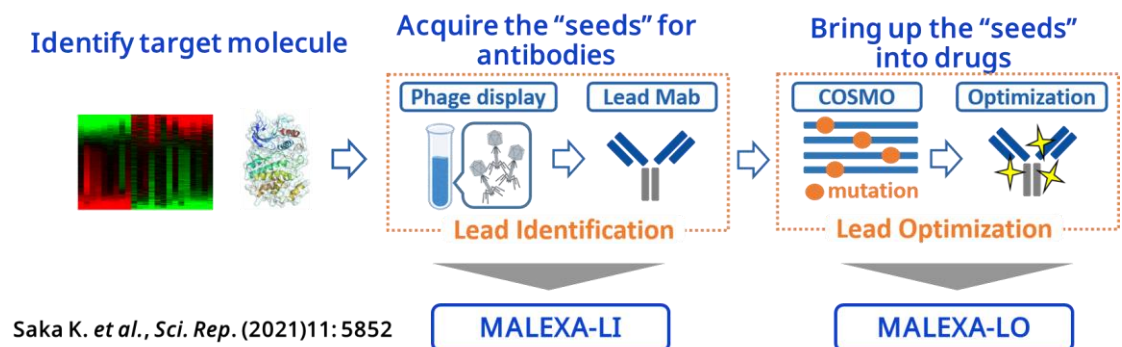 Identify target molecule
Acquire the “seeds” for
antibodies
Bring up the “seeds”
into drugs
Phage display
Lead Mab
COSMO
Optimization
mutation
Lead Identification
Lead Optimization
Saka K. et al., Sci. Rep. (2021)11: 5852
MALEXA-LI
MALEXA-LO